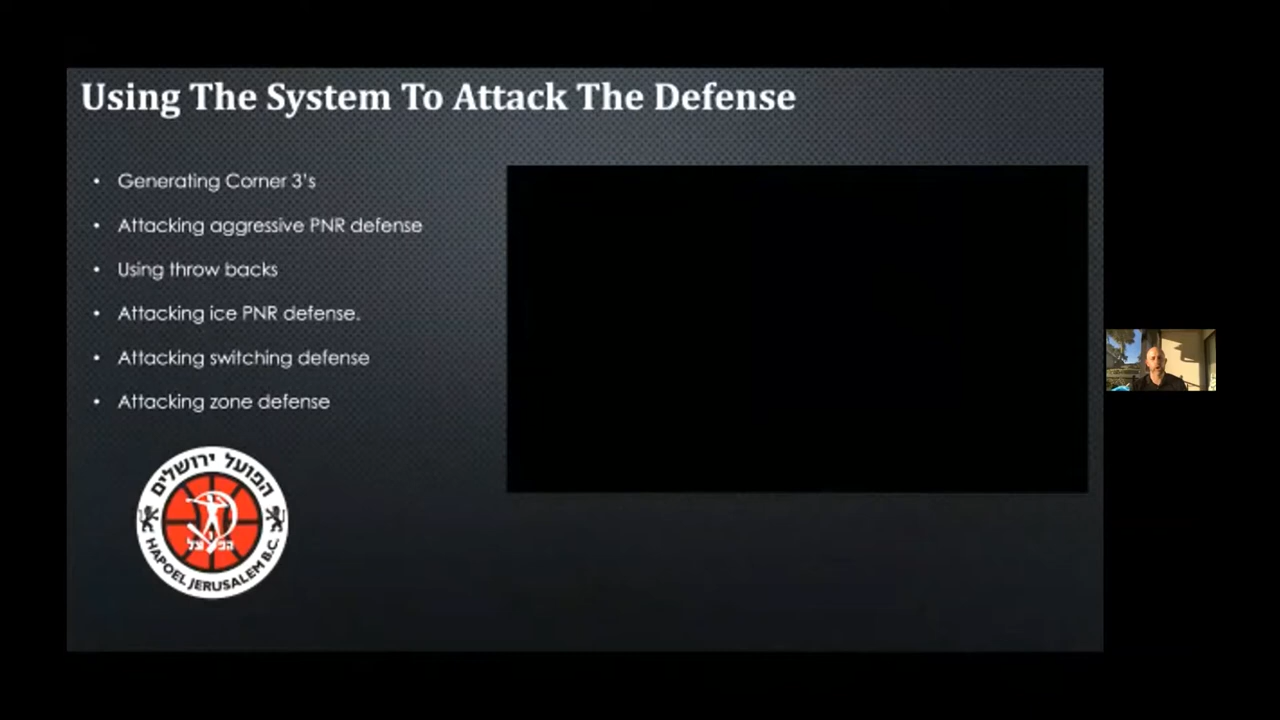 Using The System To Attack The Defense
• Generating Corner 3's
• Attacking aggressive PNR defense
• Using throw backs
• Attacking ice PNR defense.
• Attacking switching defense
• Attacking zone defense
הפועל ירושלים
הפועל
HAPOEL JERUSALEM B.C.